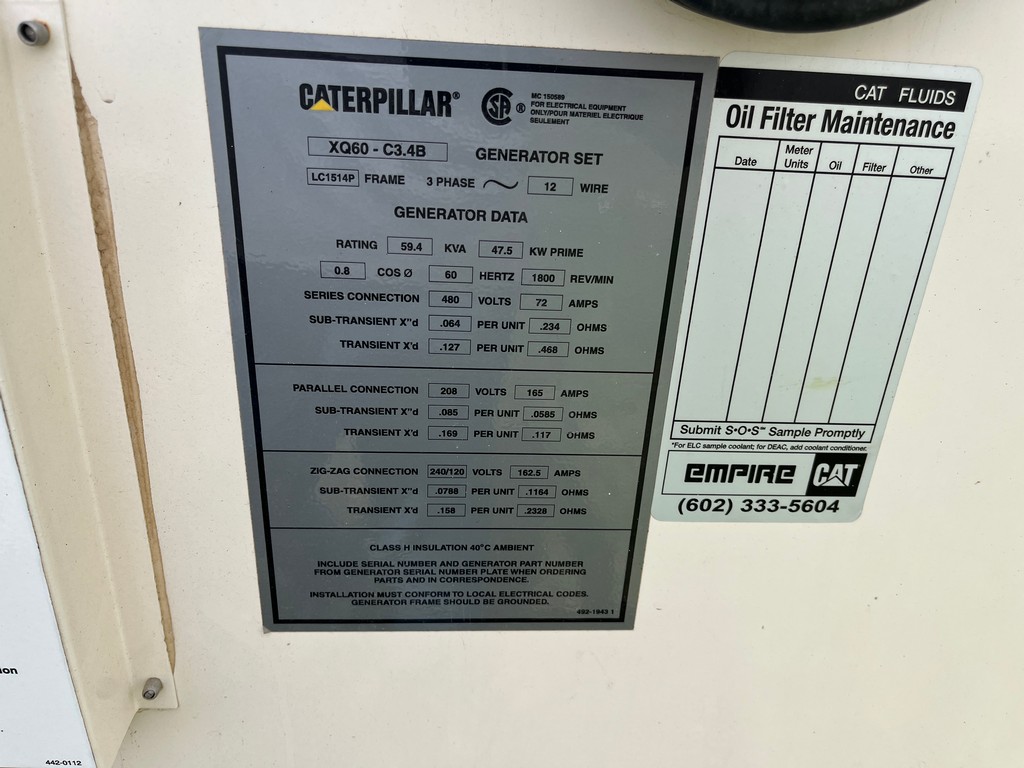 CATERPILLAR®
SA ®
MC 150589
FOR ELECTRICAL EQUIPMENT
ONLY/POUR MATERIEL ELECTRIQUE
SEULEMENT
XQ60 - C3.4B GENERATOR SET
LC1514P FRAME 3 PHASE 12 WIRE
GENERATOR DATA
RATING 59.4 KVA 47.5 KW PRIME
0.8 COS Ø 60 HERTZ 1800 REV/MIN
SERIES CONNECTION 480 VOLTS 72 AMPS
SUB-TRANSIENT X"d .064 PER UNIT .234 OHMS
TRANSIENT X'd .127 PER UNIT .468 OHMS
PARALLEL CONNECTION 208 VOLTS 165 AMPS
SUB-TRANSIENT X"d .085 PER UNIT .0585 OHMS
TRANSIENT X'd .169 PER UNIT .117 OHMS
ZIG-ZAG CONNECTION 240/120 VOLTS 162.5 AMPS
SUB-TRANSIENT X"d .0788 PER UNIT .1164 OHMS
TRANSIENT X'd .158 PER UNIT .2328 OHMS
CLASS H INSULATION 40°C AMBIENT
INCLUDE SERIAL NUMBER AND GENERATOR PART NUMBER
FROM GENERATOR SERIAL NUMBER PLATE WHEN ORDERING
PARTS AND IN CORRESPONDENCE.
INSTALLATION MUST CONFORM TO LOCAL ELECTRICAL CODES.
GENERATOR FRAME SHOULD BE GROUNDED.
492-1843 1
CAT FLUIDS
Oil Filter Maintenance
Date Meter Units Oil Filter Other
Submit S•O•S℠ Sample Promptly
*For ELC sample coolant; for DEAC, add coolant conditioner.
EMPIRE CAT
(602) 333-5604
ion
442-0112